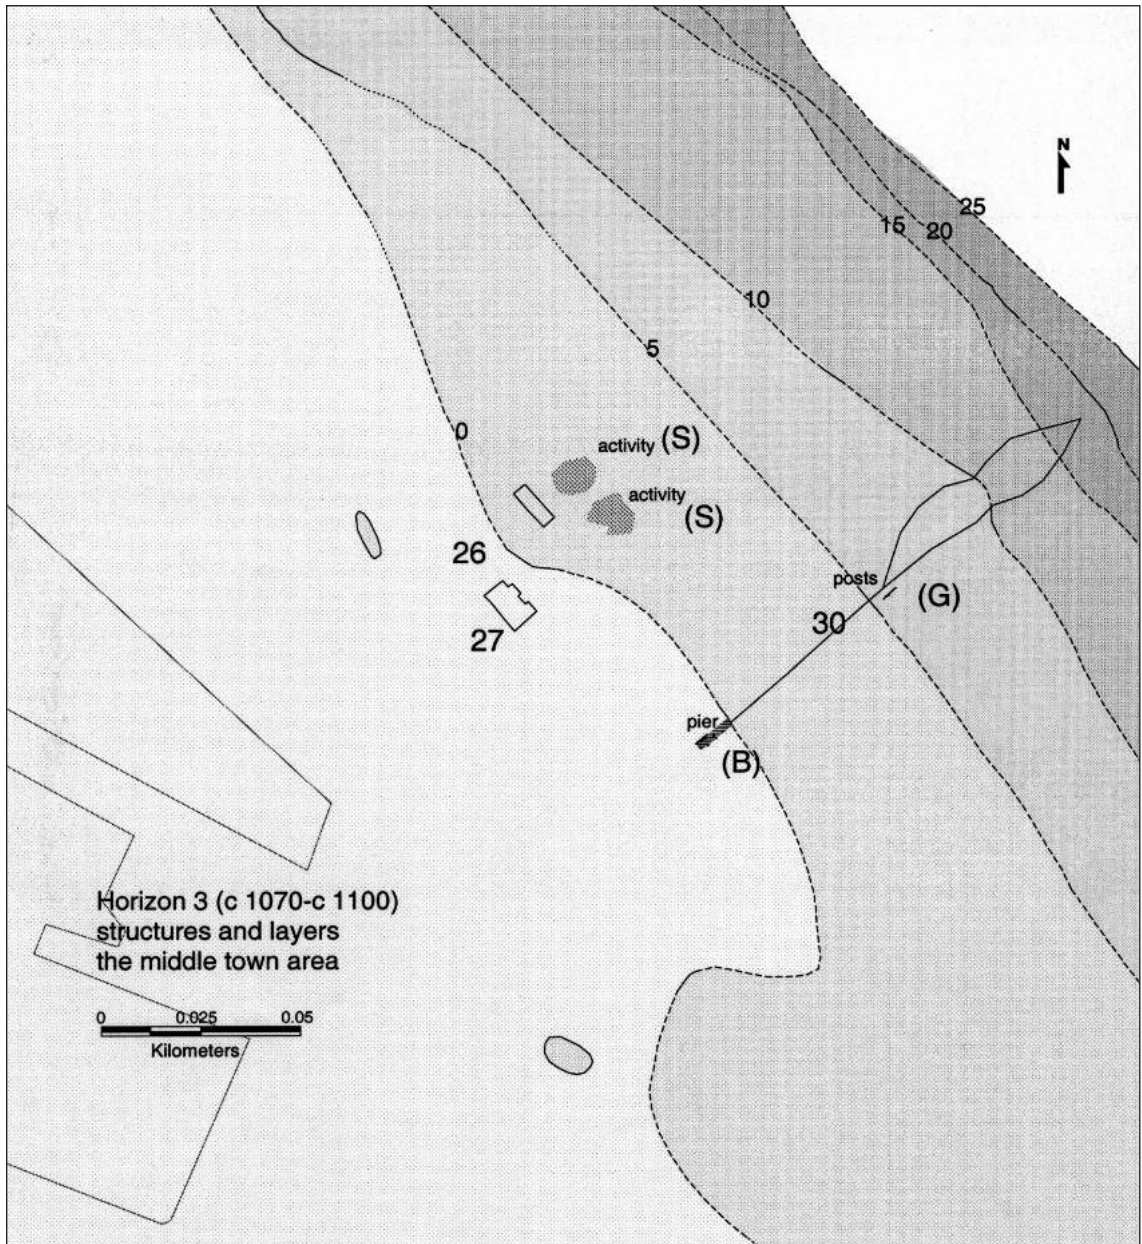 N
25
15
20
10
5
0
activity (S)
activity
(S)
26
posts
(G)
27
30
pier
(B)
Horizon 3 (c 1070-c 1100)
structures and layers
the middle town area
0 0.025 0.05
Kilometers